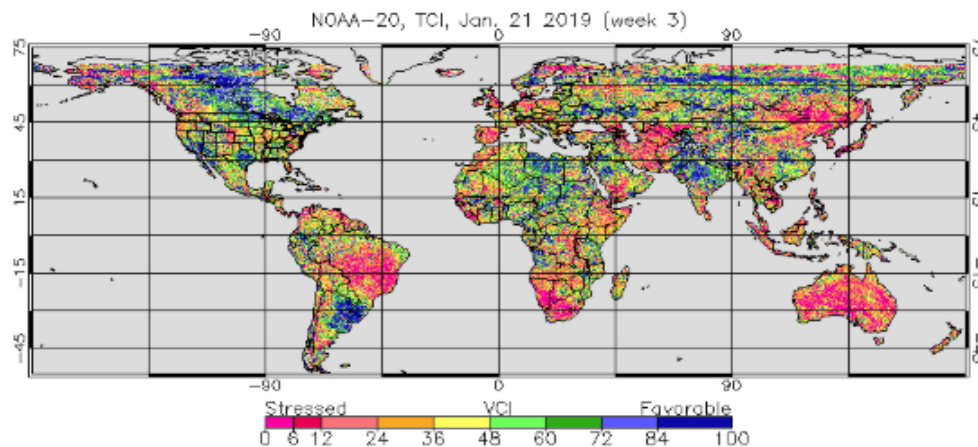 NOAA-20, TCI, Jan. 21 2019 (week 3)
-90 0 90
75
45
15
-15
-45
-90 0 90
Stressed VCI Favorable
0 6 12 24 36 48 60 72 84 100